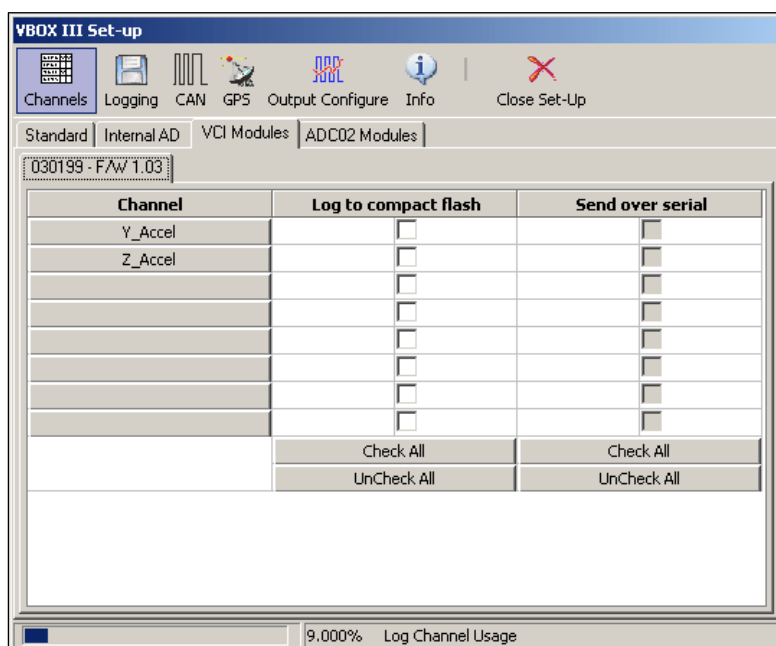 VBOX III Set-up
Channels Logging CAN GPS Output Configure Info Close Set-Up
Standard Internal AD VCI Modules ADC02 Modules
030199 - F/W 1.03
Channel Log to compact flash Send over serial
Y_Accel
Z_Accel
Check All Check All
UnCheck All UnCheck All
9.000% Log Channel Usage